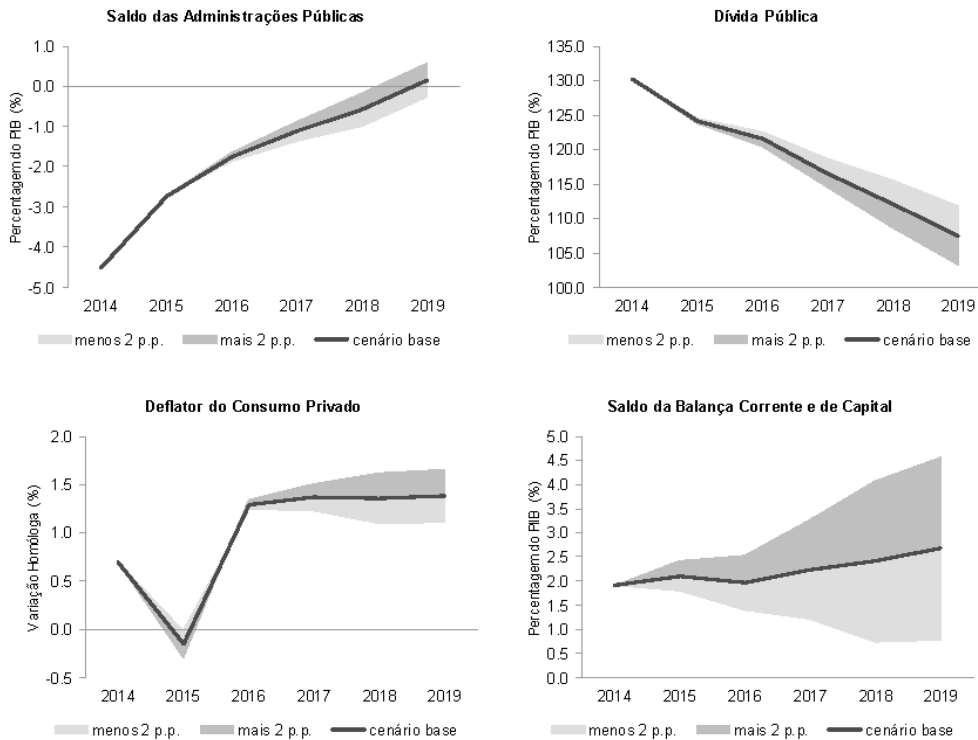 Saldo das Administrações Públicas
Percentagem do PIB (%)
1.0
0.0
-1.0
-2.0
-3.0
-4.0
-5.0
2014 2015 2016 2017 2018 2019
menos 2 p.p. mais 2 p.p. cenário base
Dívida Pública
Percentagem do PIB (%)
135.0
130.0
125.0
120.0
115.0
110.0
105.0
100.0
2014 2015 2016 2017 2018 2019
menos 2 p.p. mais 2 p.p. cenário base
Deflator do Consumo Privado
Variação Homóloga (%)
2.0
1.5
1.0
0.5
0.0
-0.5
2014 2015 2016 2017 2018 2019
menos 2 p.p. mais 2 p.p. cenário base
Saldo da Balança Corrente e de Capital
Percentagem do PIB (%)
5.0
4.5
4.0
3.5
3.0
2.5
2.0
1.5
1.0
0.5
0.0
2014 2015 2016 2017 2018 2019
menos 2 p.p. mais 2 p.p. cenário base